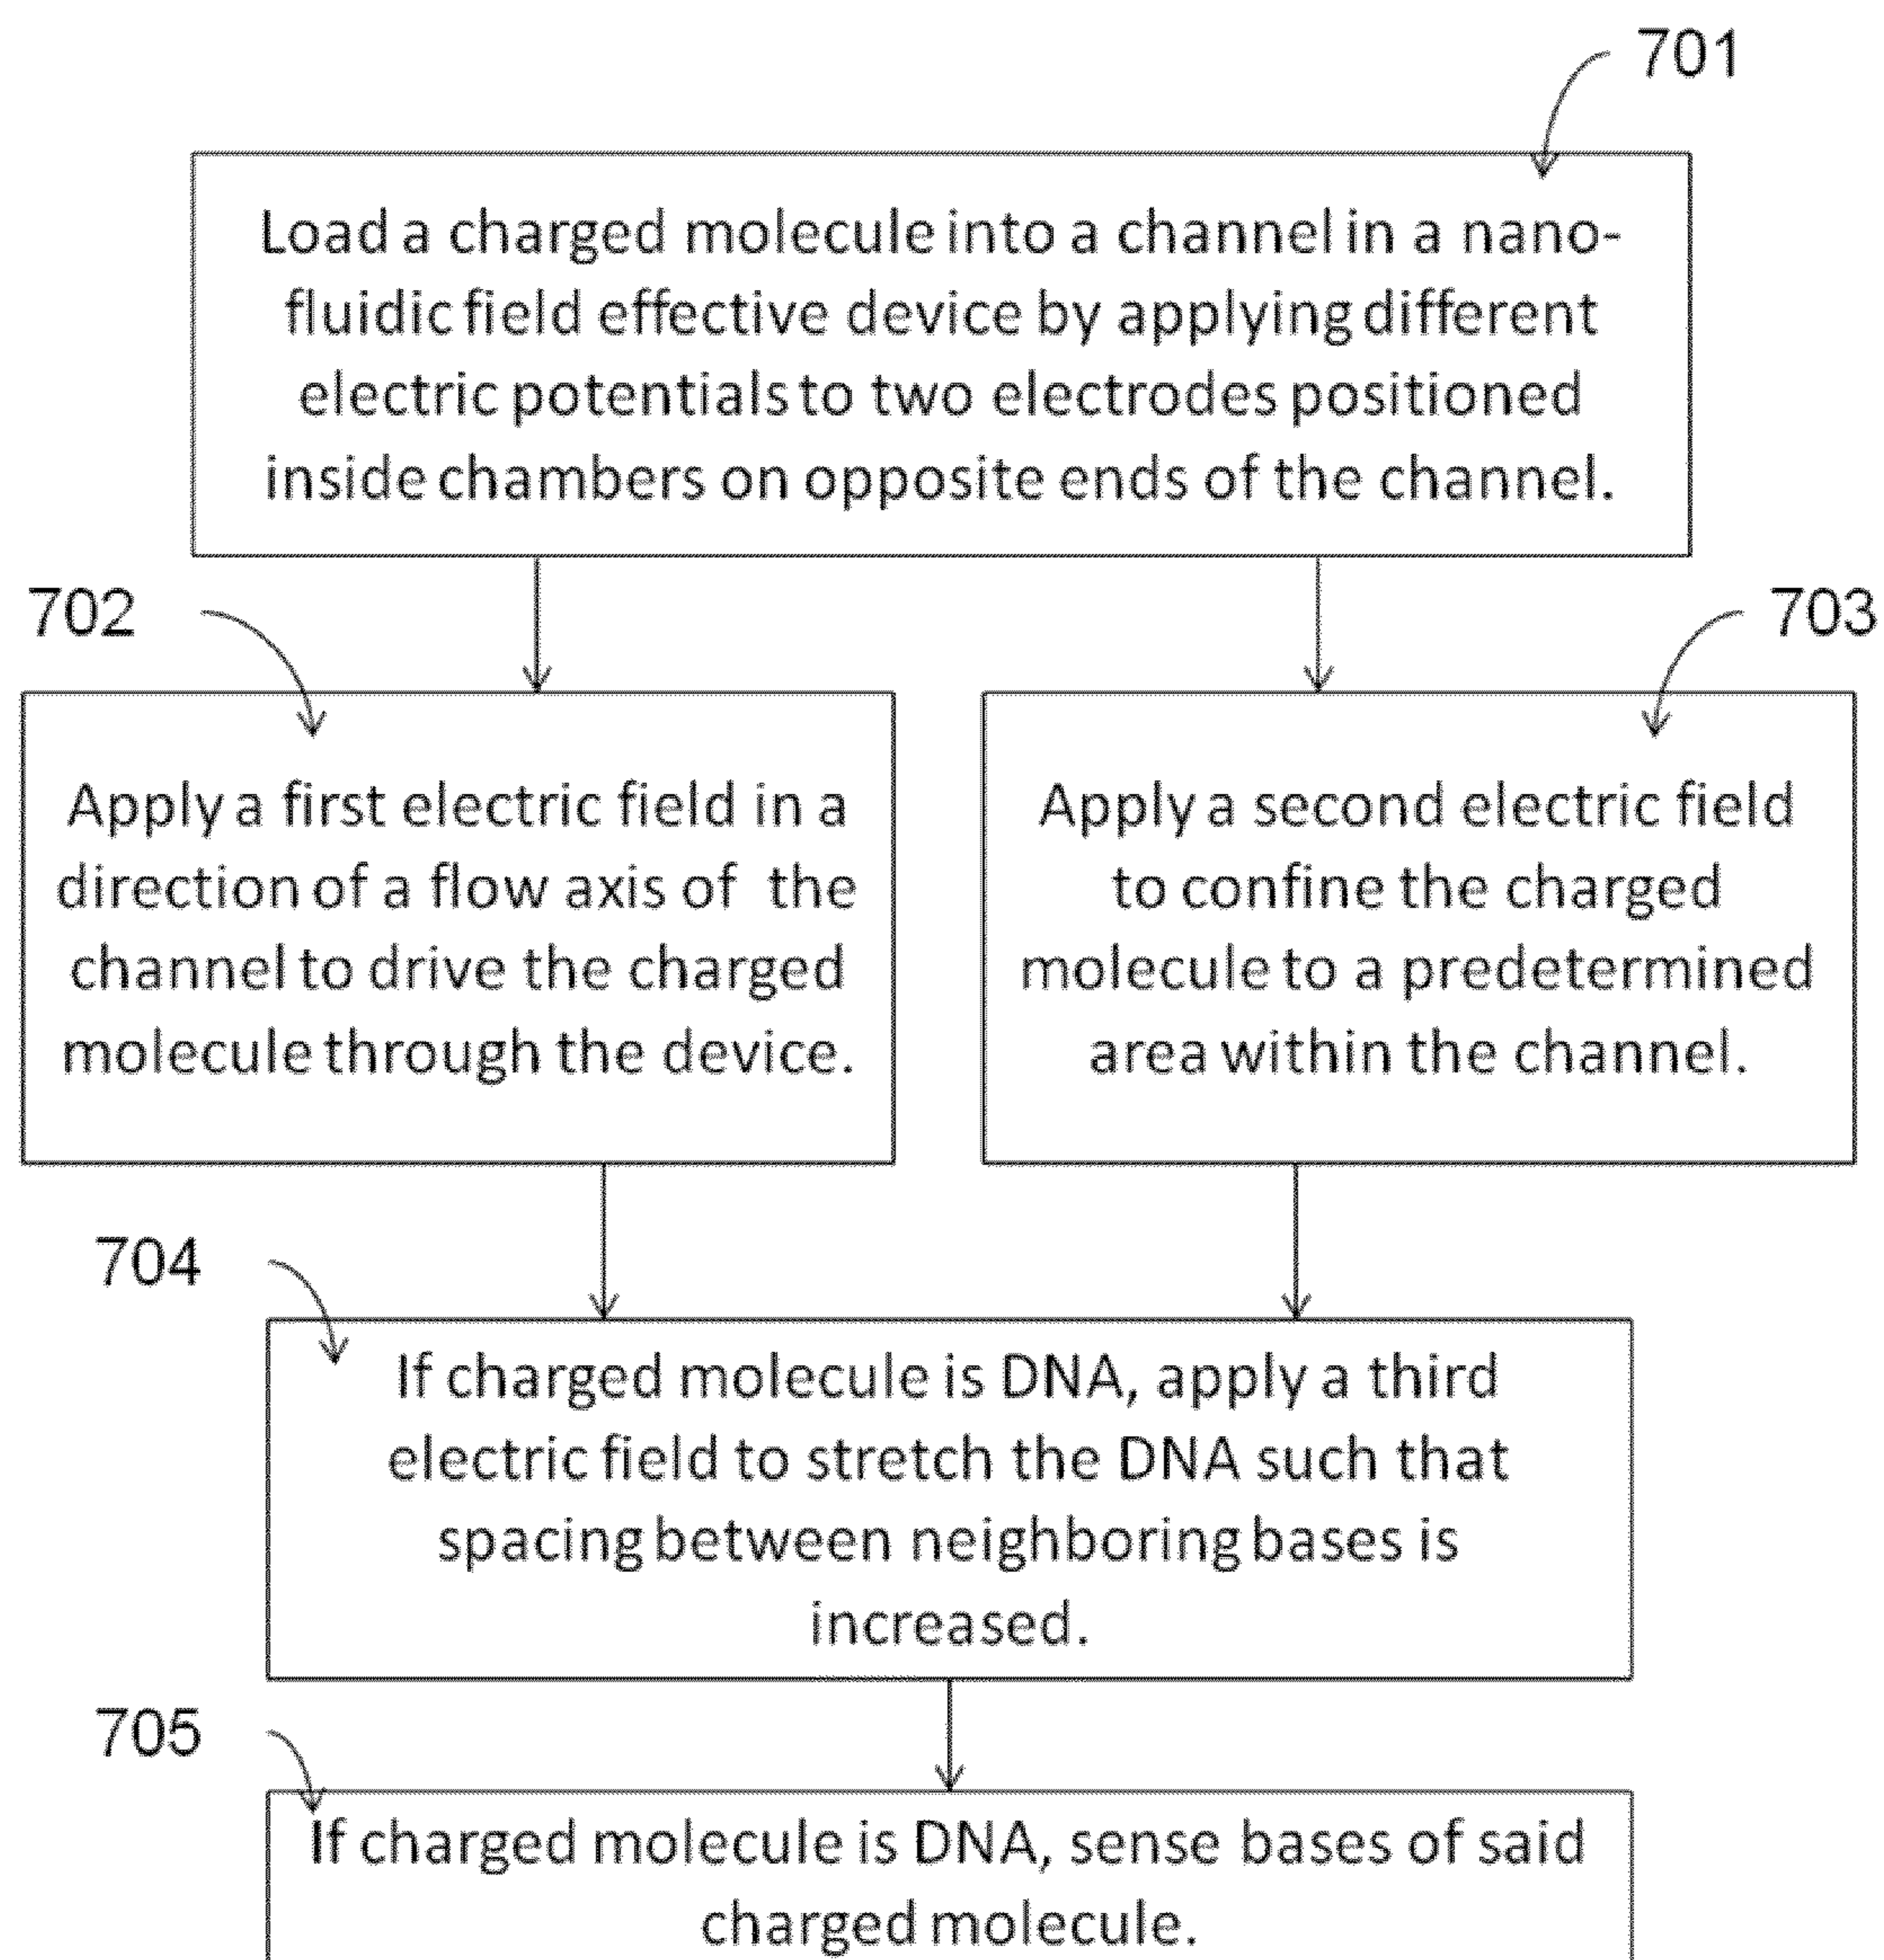 701
Load a charged molecule into a channel in a nano-
fluidic field effective device by applying different
electric potentials to two electrodes positioned
inside chambers on opposite ends of the channel.
702
Apply a first electric field in a
direction of a flow axis of the
channel to drive the charged
molecule through the device.
703
Apply a second electric field
to confine the charged
molecule to a predetermined
area within the channel.
704
If charged molecule is DNA, apply a third
electric field to stretch the DNA such that
spacing between neighboring bases is
increased.
705
If charged molecule is DNA, sense bases of said
charged molecule.